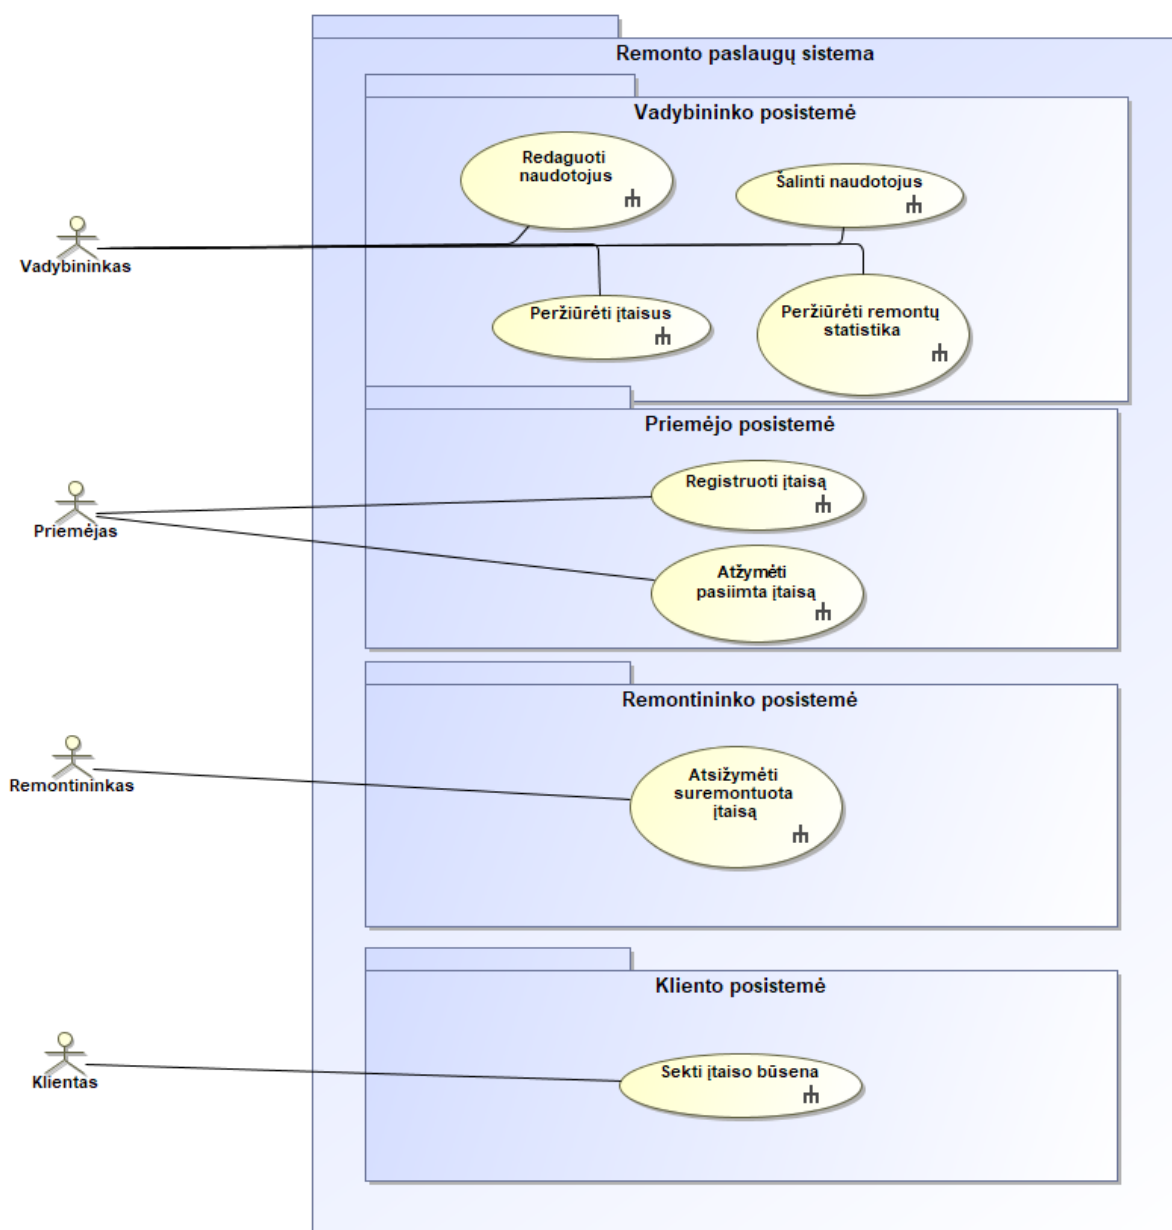 Remonto paslaugų sistema
Vadybininko posistemė
Redaguoti
naudotojus
Šalinti naudotojus
Vadybininkas
Peržiūrėti įtaisus
Peržiūrėti remontų
statistika
Priemėjo posistemė
Registruoti įtaisą
Priemėjas
Atžymėti
pasiimta įtaisą
Remontininko posistemė
Remontininkas
Atsižymėti
suremontuota
įtaisą
Kliento posistemė
Klientas
Sekti įtaiso būsena